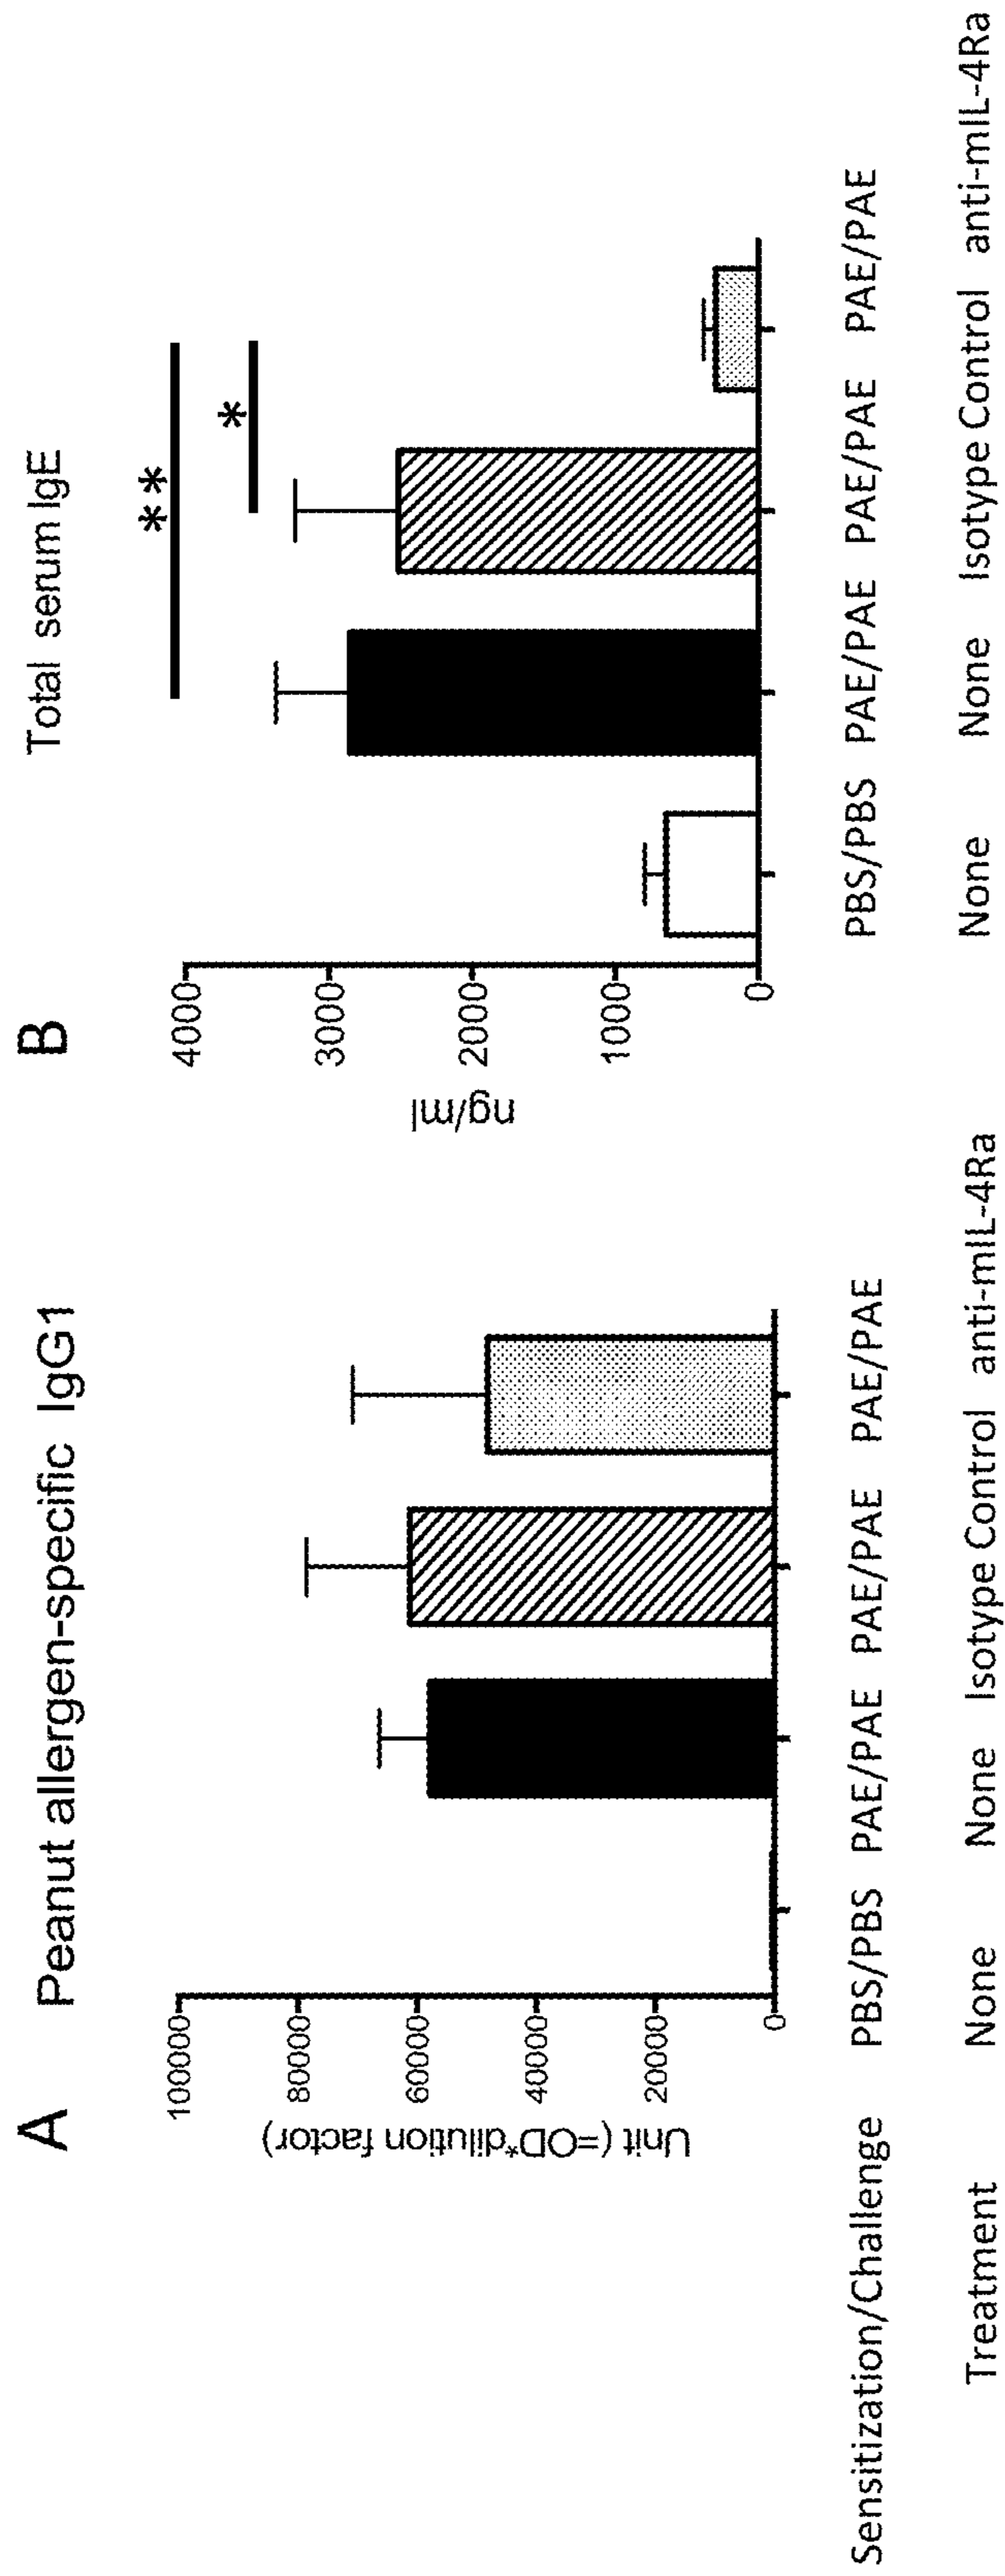 A
Peanut allergen-specific IgG1
Unit (=OD*dilution factor)
100000
80000
60000
40000
20000
0
B
Total serum IgE
ng/ml
4000
3000
2000
1000
0
**
*
Sensitization/Challenge PBS/PBS PAE/PAE PAE/PAE PAE/PAE PBS/PBS PAE/PAE PAE/PAE PAE/PAE
Treatment None None Isotype Control anti-mIL-4Ra None None Isotype Control anti-mIL-4Ra